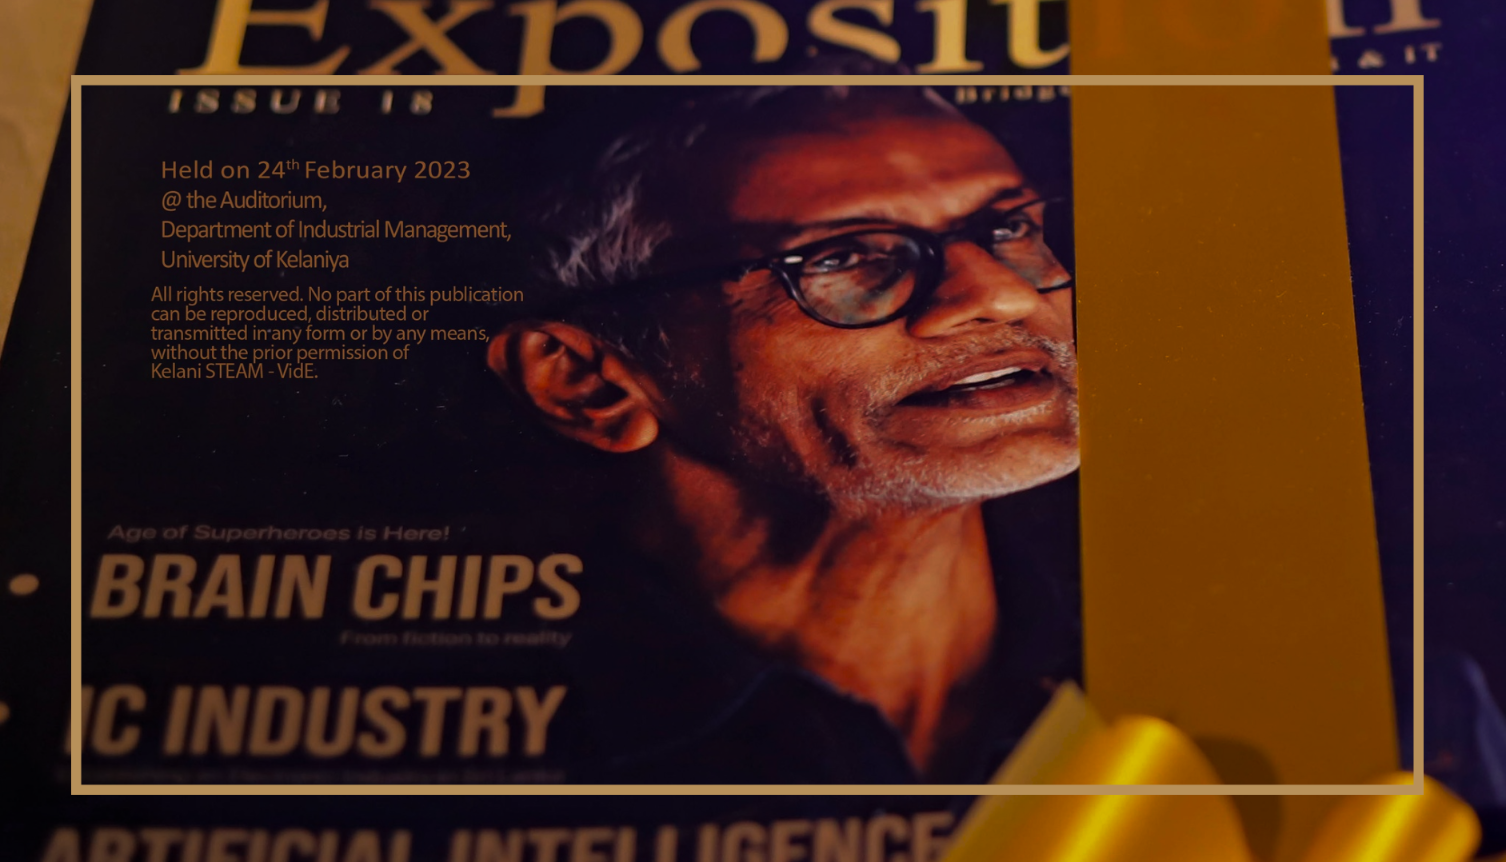 Exposition
& IT
ISSUE 18
Held on 24th February 2023
@ the Auditorium,
Department of Industrial Management,
University of Kelaniya
All rights reserved. No part of this publication
can be reproduced, distributed or
transmitted in any form or by any means,
without the prior permission of
Kelani STEAM - VidE.
Age of Superheroes is Here!
• BRAIN CHIPS
From fiction to reality
• IC INDUSTRY
ARTIFICIAL INTELLIGENCE